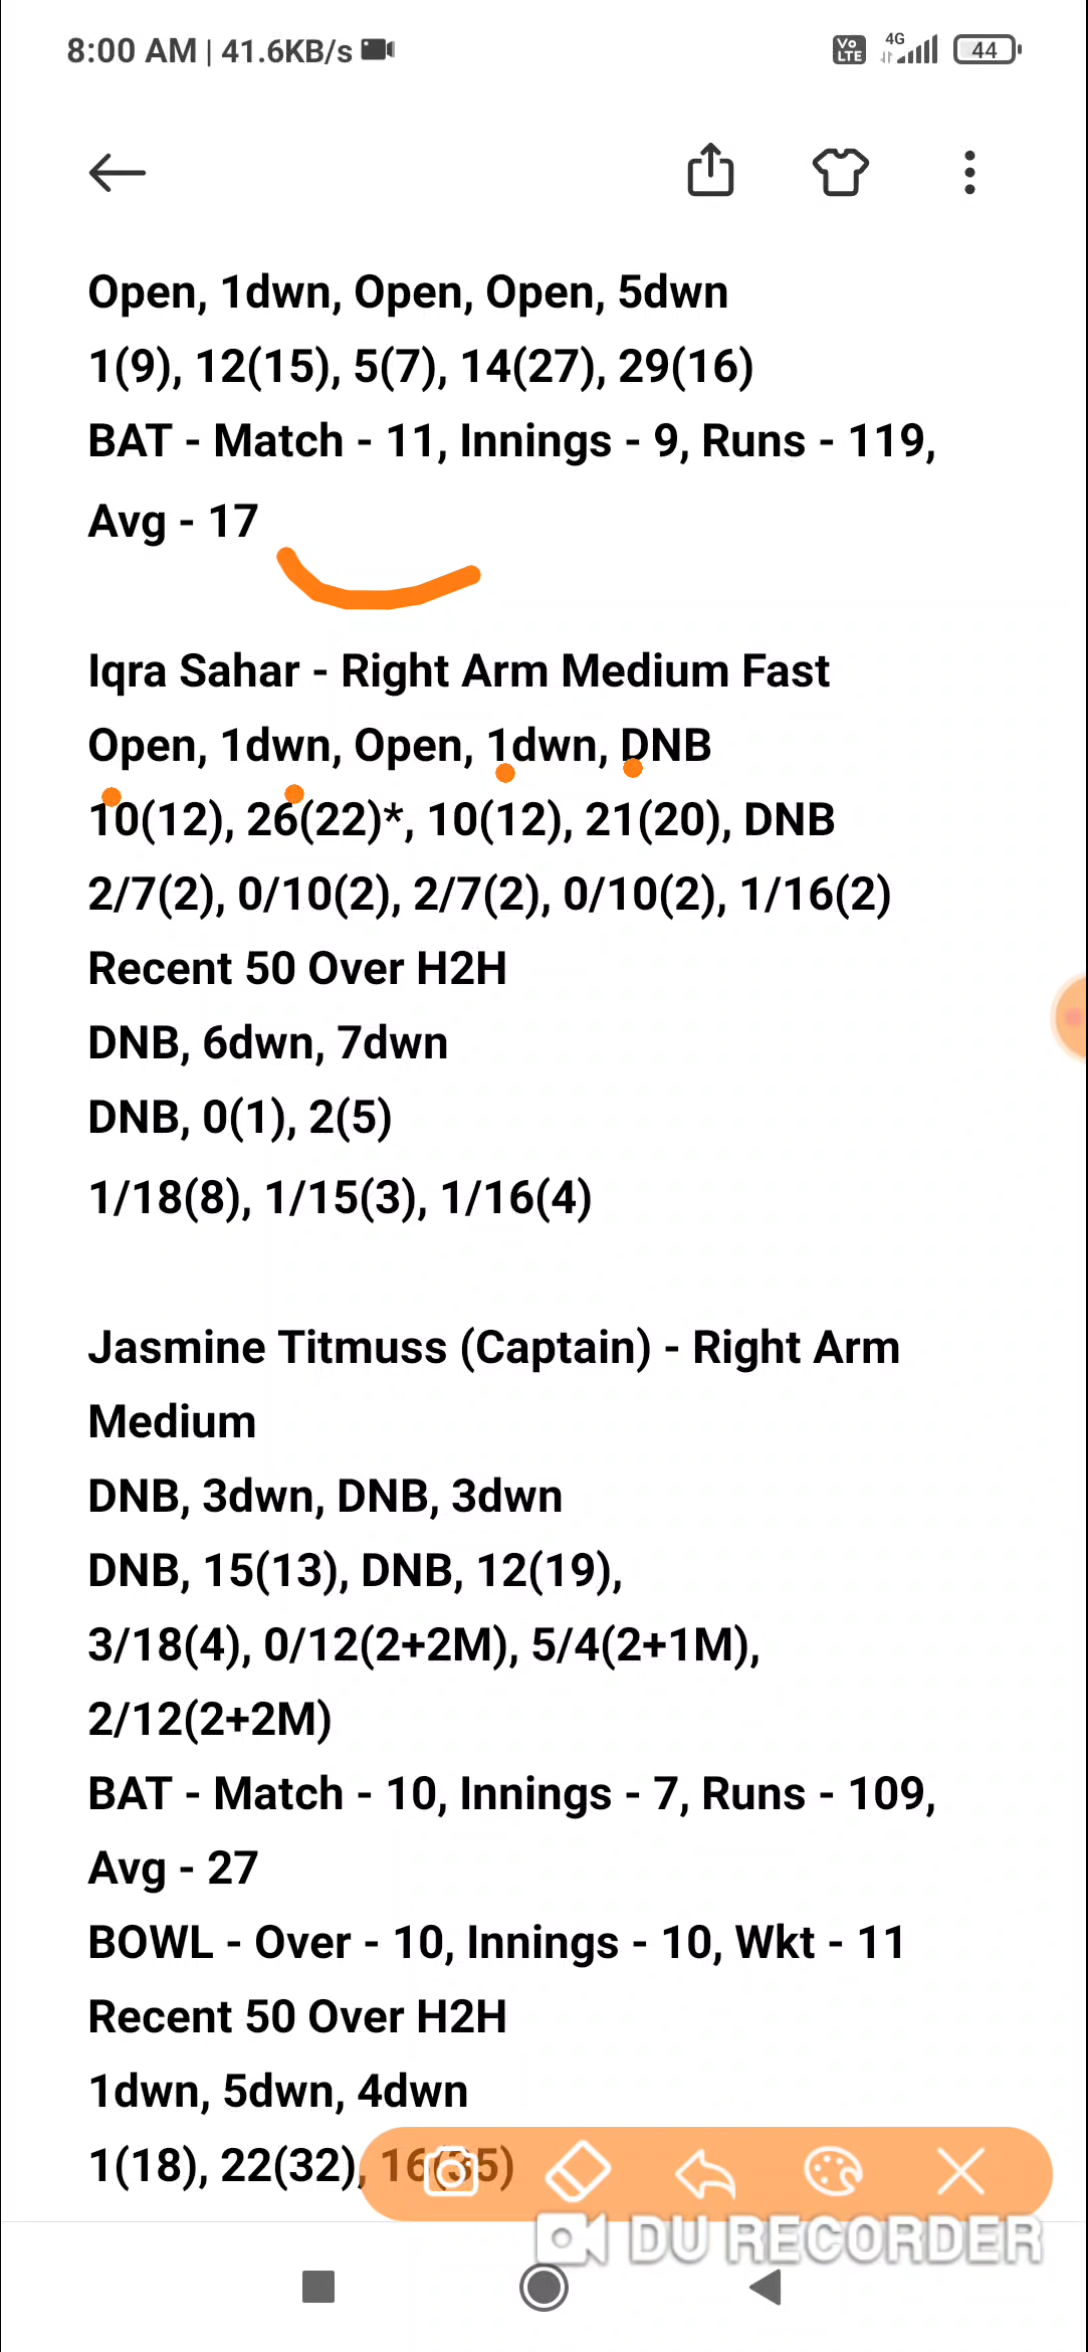 8:00 AM | 41.6KB/s
Vo LTE 4G 44
Open, 1dwn, Open, Open, 5dwn
1(9), 12(15), 5(7), 14(27), 29(16)
BAT - Match - 11, Innings - 9, Runs - 119,
Avg - 17
Iqra Sahar - Right Arm Medium Fast
Open, 1dwn, Open, 1dwn, DNB
10(12), 26(22)*, 10(12), 21(20), DNB
2/7(2), 0/10(2), 2/7(2), 0/10(2), 1/16(2)
Recent 50 Over H2H
DNB, 6dwn, 7dwn
DNB, 0(1), 2(5)
1/18(8), 1/15(3), 1/16(4)
Jasmine Titmuss (Captain) - Right Arm
Medium
DNB, 3dwn, DNB, 3dwn
DNB, 15(13), DNB, 12(19),
3/18(4), 0/12(2+2M), 5/4(2+1M),
2/12(2+2M)
BAT - Match - 10, Innings - 7, Runs - 109,
Avg - 27
BOWL - Over - 10, Innings - 10, Wkt - 11
Recent 50 Over H2H
1dwn, 5dwn, 4dwn
1(18), 22(32), 16(35)
DU RECORDER